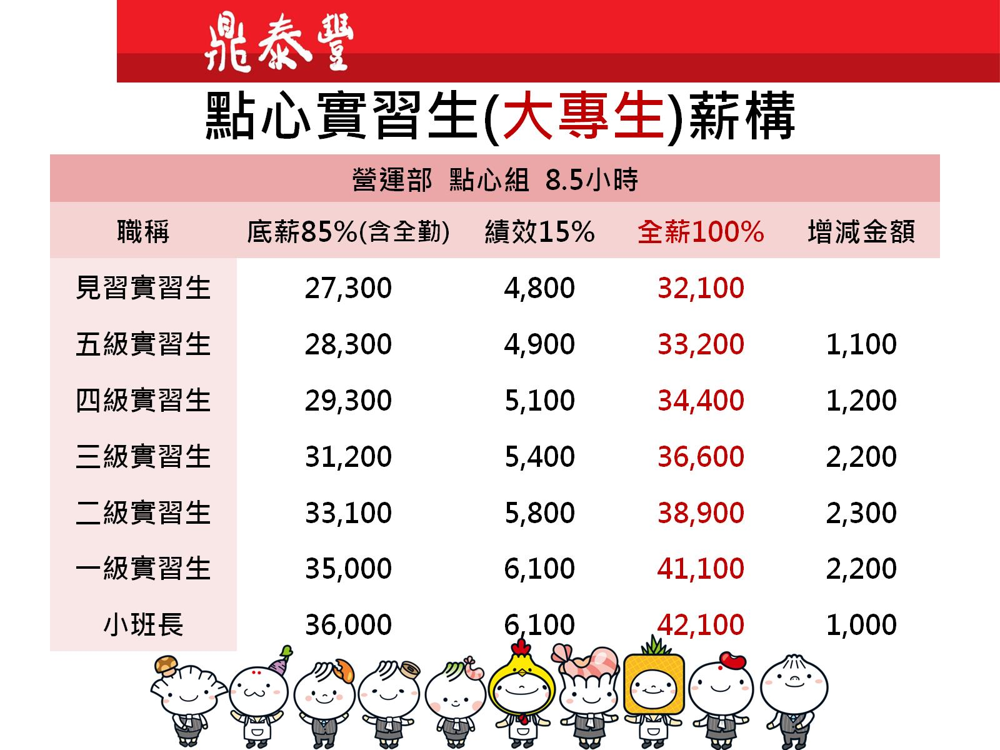 鼎泰豐
點心實習生(大專生)薪構
營運部 點心組 8.5小時
職稱 底薪85%(含全勤) 績效15% 全薪100% 增減金額
見習實習生 27,300 4,800 32,100
五級實習生 28,300 4,900 33,200 1,100
四級實習生 29,300 5,100 34,400 1,200
三級實習生 31,200 5,400 36,600 2,200
二級實習生 33,100 5,800 38,900 2,300
一級實習生 35,000 6,100 41,100 2,200
小班長 36,000 6,100 42,100 1,000